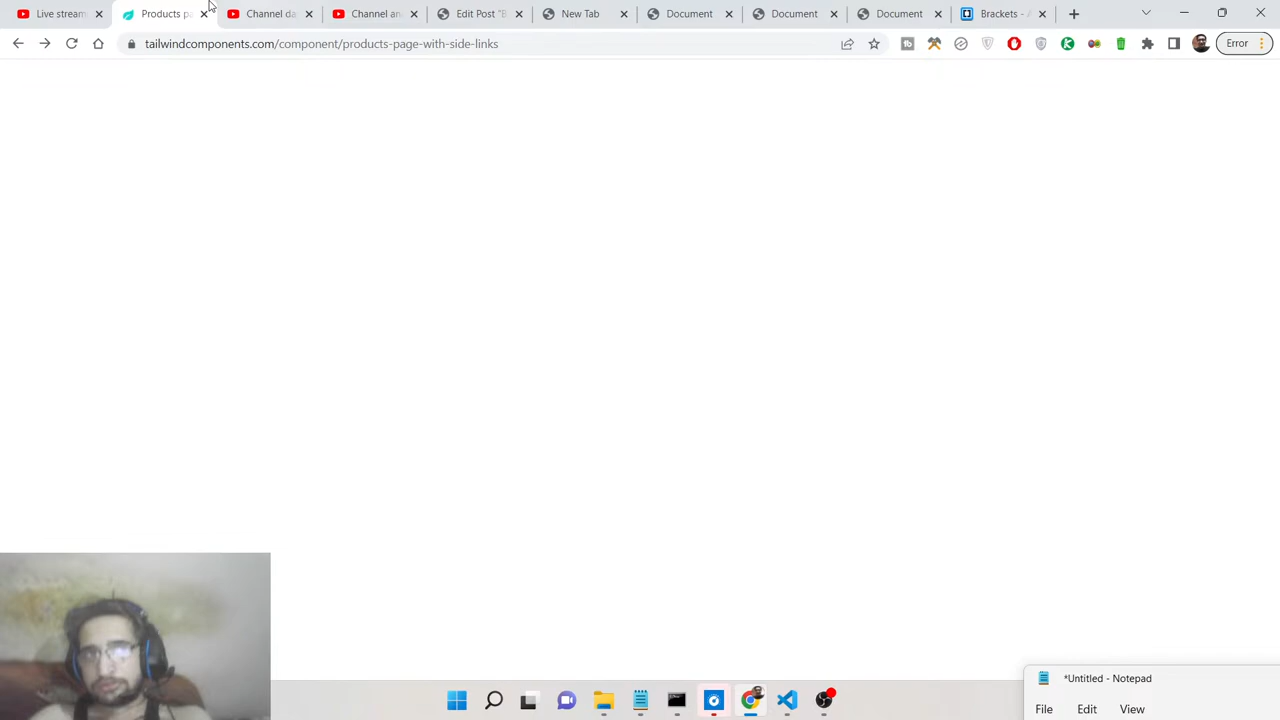 Live stream
Products pa
Channel da
Channel an
Edit Post "B
New Tab
Document
Document
Document
Brackets - A
tailwindcomponents.com/component/products-page-with-side-links
Error
*Untitled - Notepad
File Edit View